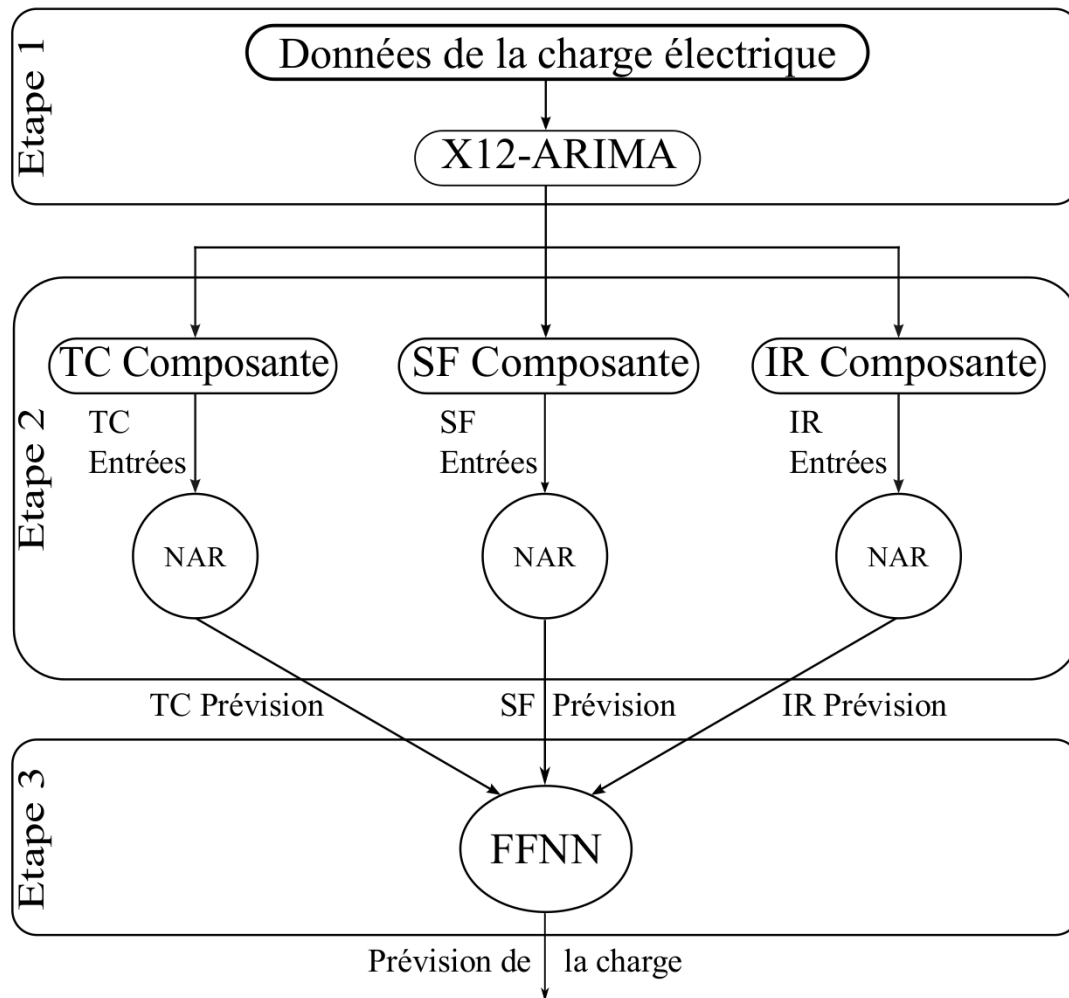 Etape 1
Données de la charge électrique
X12-ARIMA
Etape 2
TC Composante
SF Composante
IR Composante
TC
Entrées
SF
Entrées
IR
Entrées
NAR
NAR
NAR
TC Prévision
SF Prévision
IR Prévision
Etape 3
FFNN
Prévision de la charge